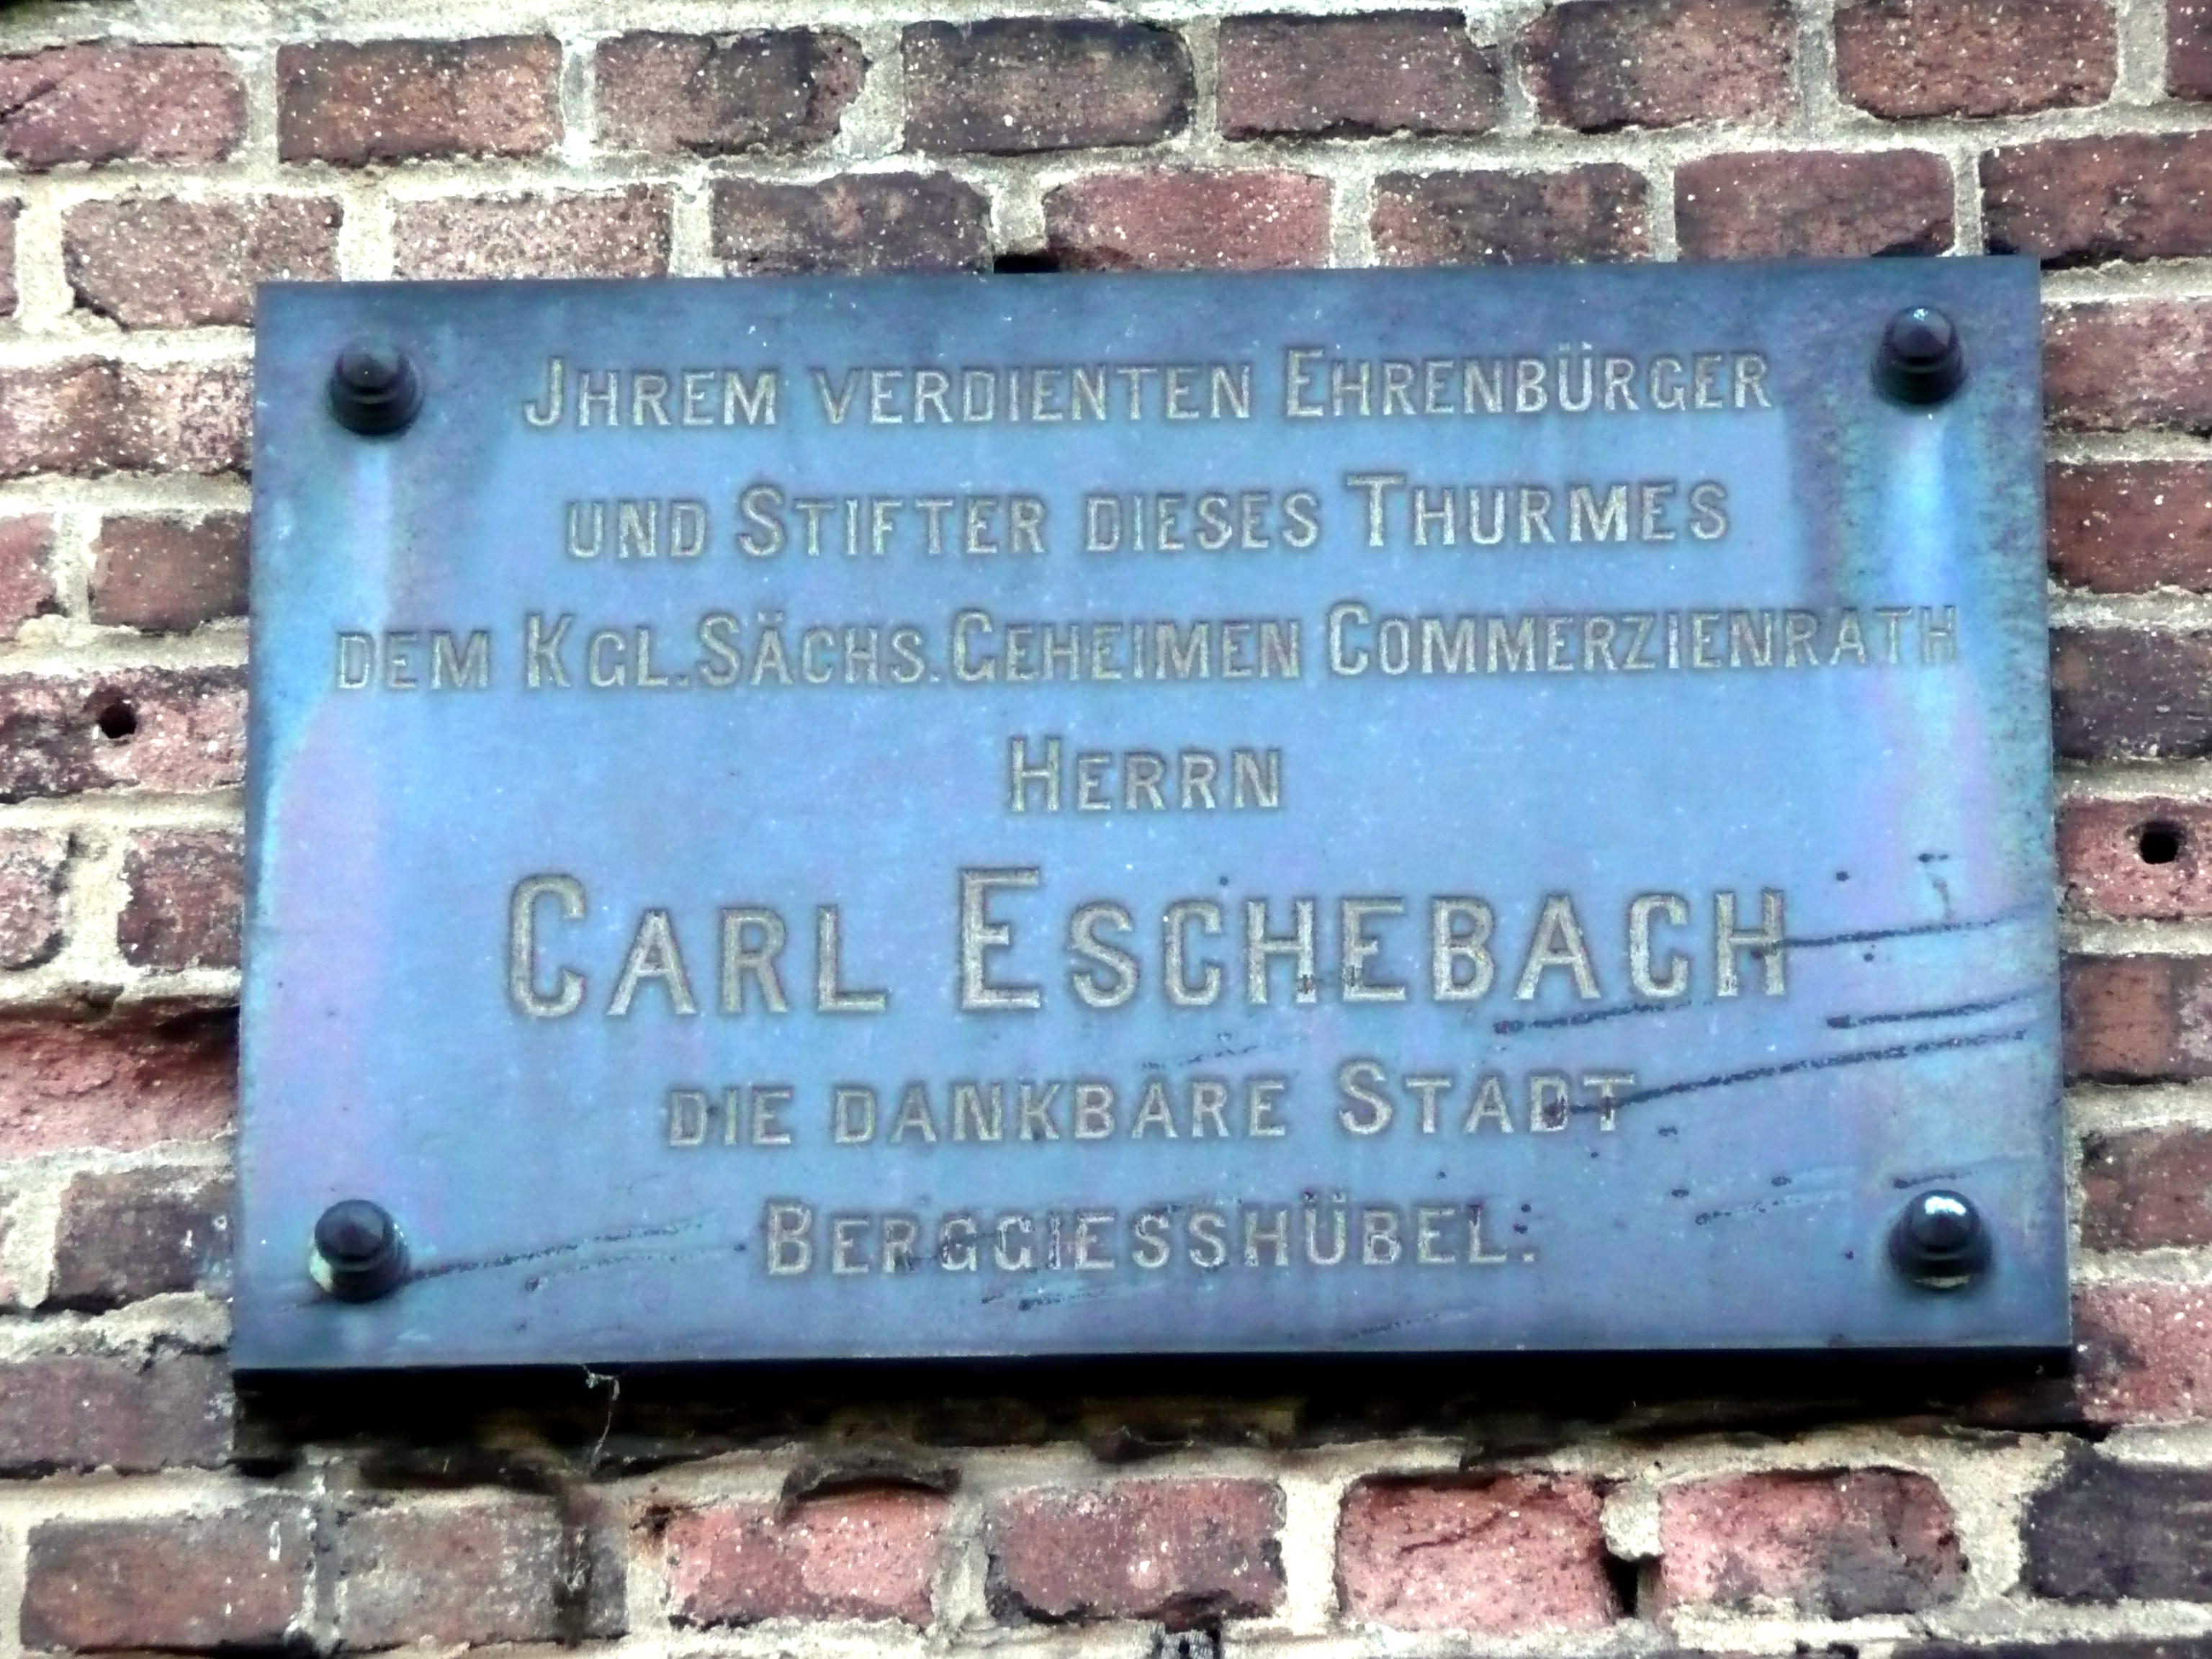 Jhrem verdienten Ehrenbürger
und Stifter dieses Thurmes
dem Kgl. Sächs. Geheimen Commerzienrath
Herrn
Carl Eschebach
die dankbare Stadt
Berggiesshübel.